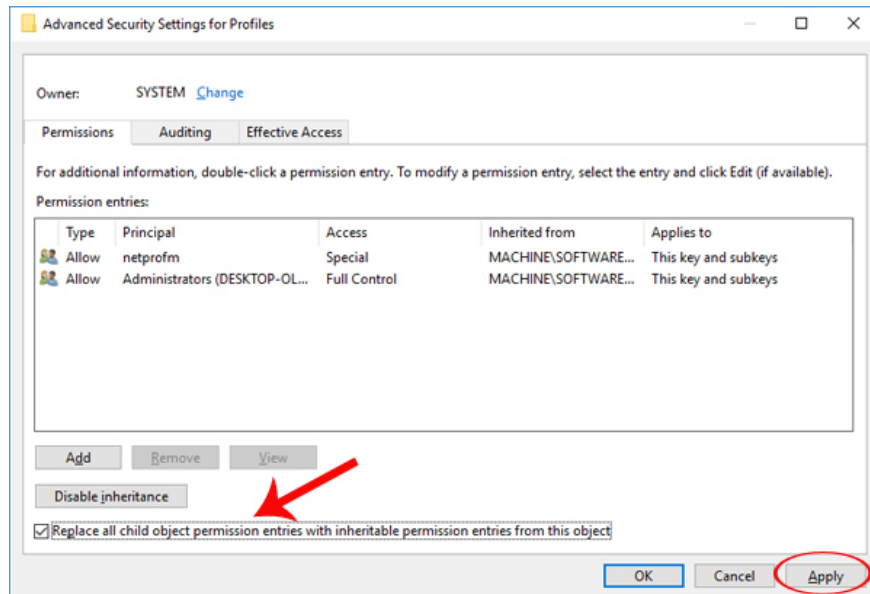 Advanced Security Settings for Profiles
Owner: SYSTEM Change
Permissions Auditing Effective Access
For additional information, double-click a permission entry. To modify a permission entry, select the entry and click Edit (if available).
Permission entries:
Type Principal Access Inherited from Applies to
Allow netprofm Special MACHINE\SOFTWARE... This key and subkeys
Allow Administrators (DESKTOP-OL... Full Control MACHINE\SOFTWARE... This key and subkeys
Add Remove View
Disable inheritance
Replace all child object permission entries with inheritable permission entries from this object
OK Cancel Apply